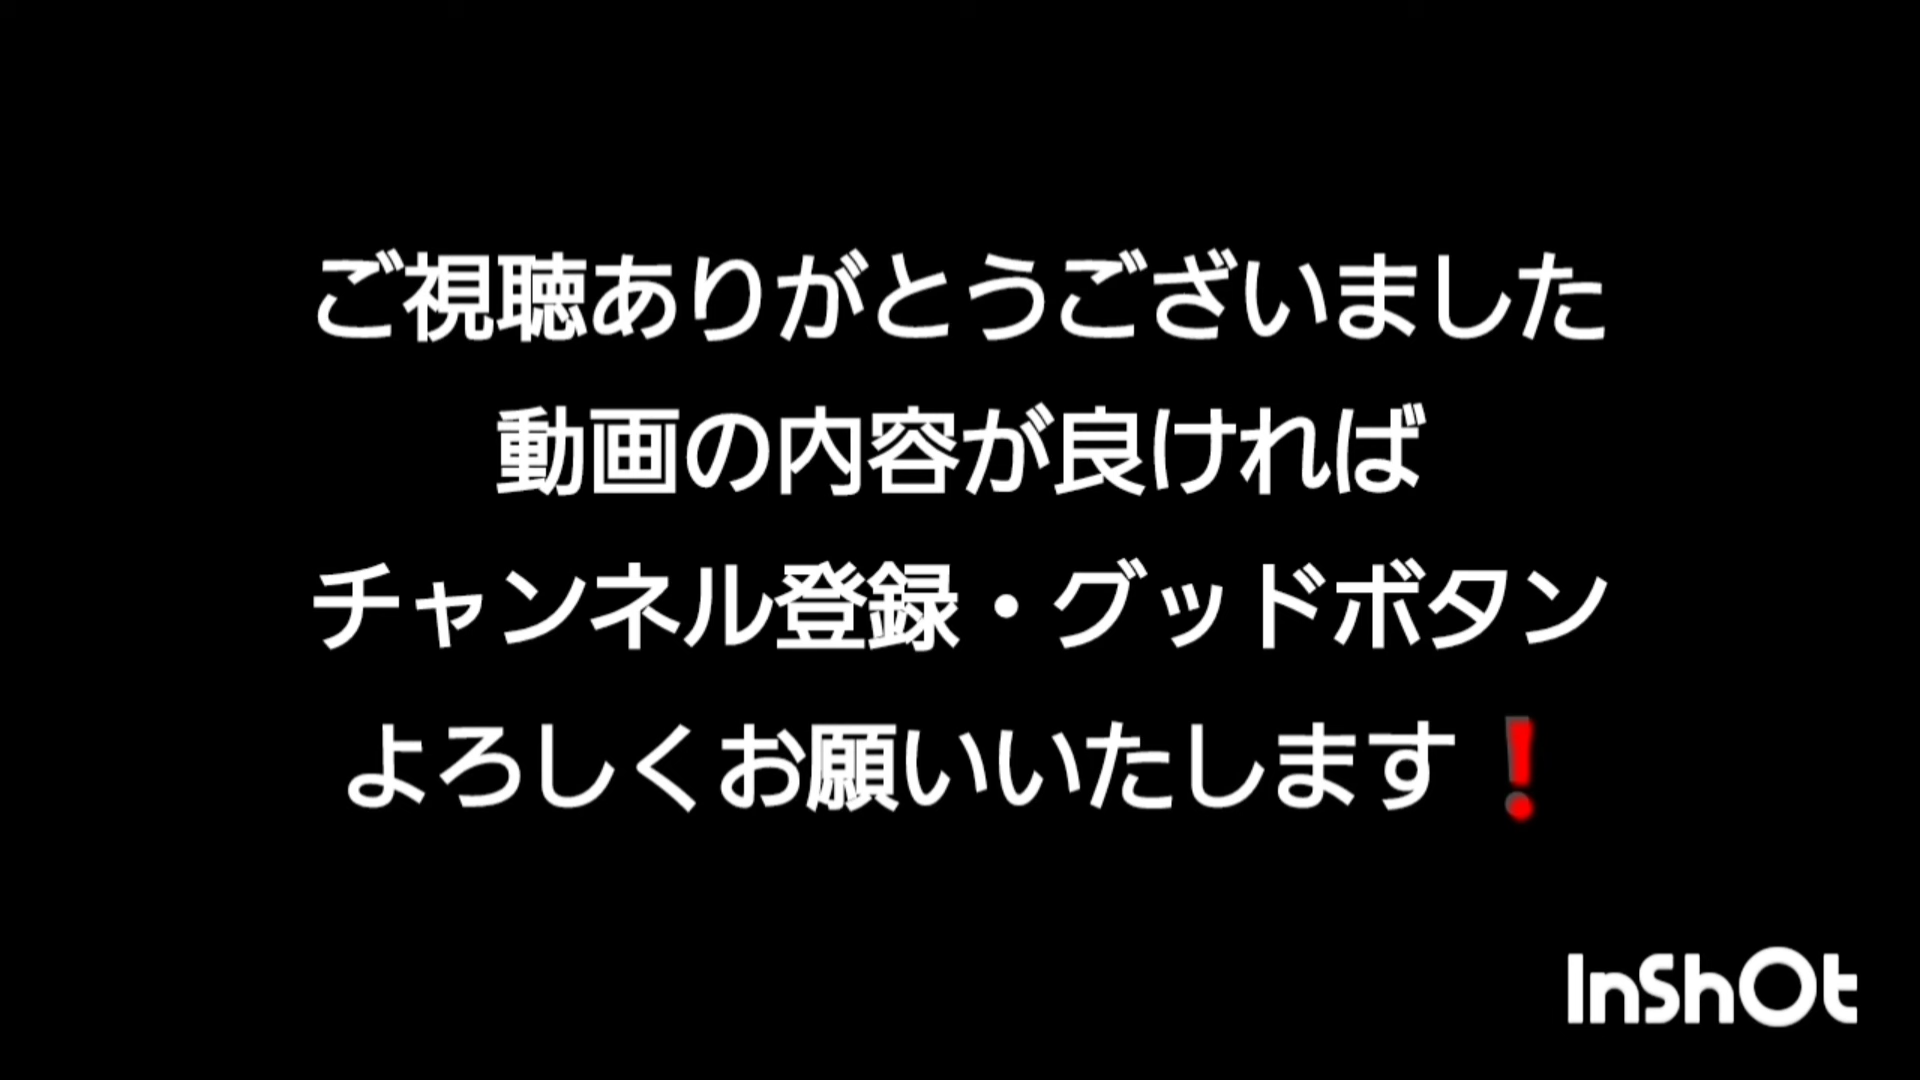 ご視聴ありがとうございました
動画の内容が良ければ
チャンネル登録・グッドボタン
よろしくお願いいたします❗
InShOt